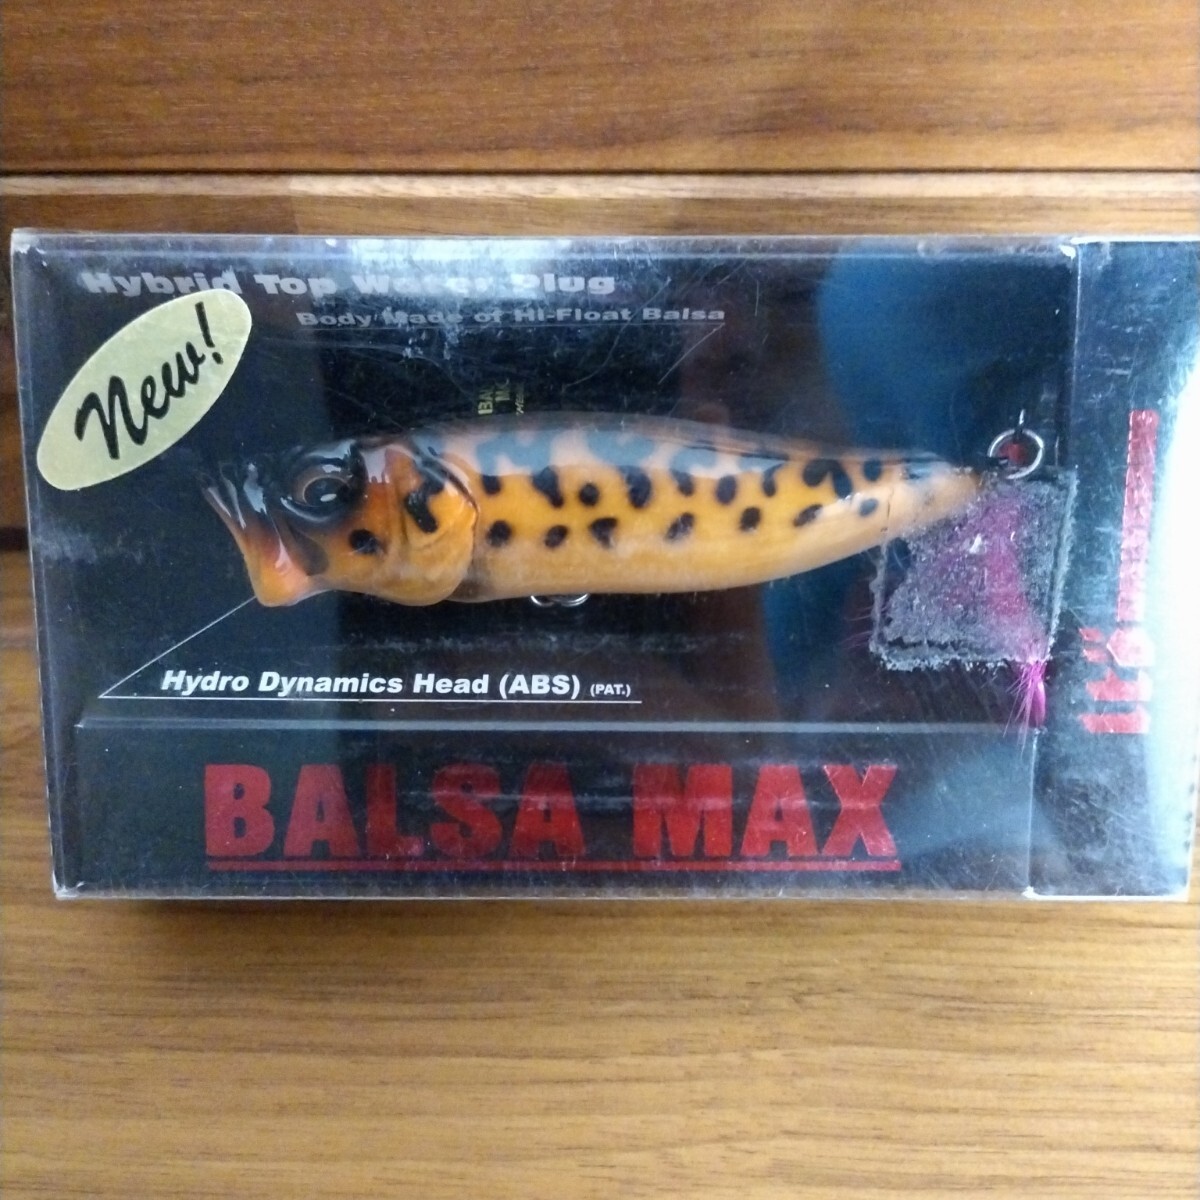 Hybrid Top Water Plug
Body Made of Hi-Float Balsa
New!
Hydro Dynamics Head (ABS) (PAT.)
BALSA MAX